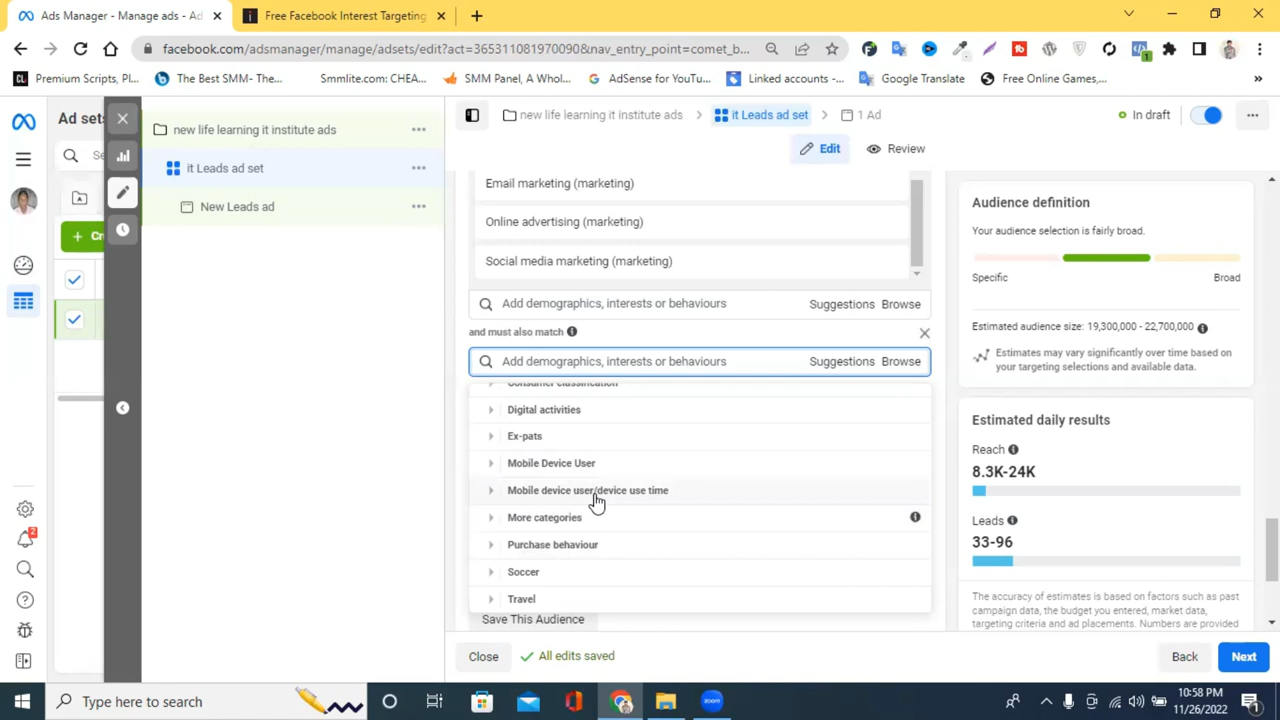 Ads Manager - Manage ads - Ad
Free Facebook Interest Targeting
facebook.com/adsmanager/manage/adsets/edit?act=365311081970090&nav_entry_point=comet_b...
Premium Scripts, Pl...
The Best SMM- The...
Smmlite.com: CHEA...
SMM Panel, A Whol...
AdSense for YouTu...
Linked accounts -...
Google Translate
Free Online Games,...
»
Ad sets
new life learning it institute ads
new life learning it institute ads
it Leads ad set
1 Ad
In draft
Edit
Review
it Leads ad set
New Leads ad
Email marketing (marketing)
Online advertising (marketing)
Social media marketing (marketing)
Add demographics, interests or behaviours
Suggestions
Browse
and must also match
Add demographics, interests or behaviours
Suggestions
Browse
Consumer classification
Digital activities
Ex-pats
Mobile Device User
Mobile device user/device use time
More categories
Purchase behaviour
Soccer
Travel
Save This Audience
Audience definition
Your audience selection is fairly broad.
Specific
Broad
Estimated audience size: 19,300,000 - 22,700,000
Estimates may vary significantly over time based on
your targeting selections and available data.
Estimated daily results
Reach
8.3K-24K
Leads
33-96
The accuracy of estimates is based on factors such as past
campaign data, the budget you entered, market data,
targeting criteria and ad placements. Numbers are provided
Close
All edits saved
Back
Next
2
Type here to search
zoom
10:58 PM
11/26/2022
1